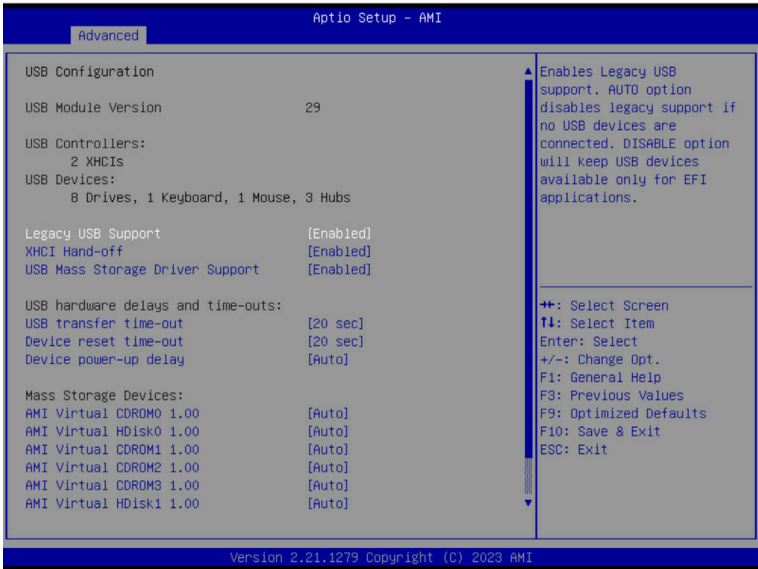 Aptio Setup - AMI
Advanced
USB Configuration
USB Module Version 29
USB Controllers:
2 XHCIs
USB Devices:
8 Drives, 1 Keyboard, 1 Mouse, 3 Hubs
Legacy USB Support [Enabled]
XHCI Hand-off [Enabled]
USB Mass Storage Driver Support [Enabled]
USB hardware delays and time-outs:
USB transfer time-out [20 sec]
Device reset time-out [20 sec]
Device power-up delay [Auto]
Mass Storage Devices:
AMI Virtual CDROM0 1.00 [Auto]
AMI Virtual HDisk0 1.00 [Auto]
AMI Virtual CDROM1 1.00 [Auto]
AMI Virtual CDROM2 1.00 [Auto]
AMI Virtual CDROM3 1.00 [Auto]
AMI Virtual HDisk1 1.00 [Auto]
Enables Legacy USB
support. AUTO option
disables legacy support if
no USB devices are
connected. DISABLE option
will keep USB devices
available only for EFI
applications.
→←: Select Screen
↑↓: Select Item
Enter: Select
+/-: Change Opt.
F1: General Help
F3: Previous Values
F9: Optimized Defaults
F10: Save & Exit
ESC: Exit
Version 2.21.1279 Copyright (C) 2023 AMI